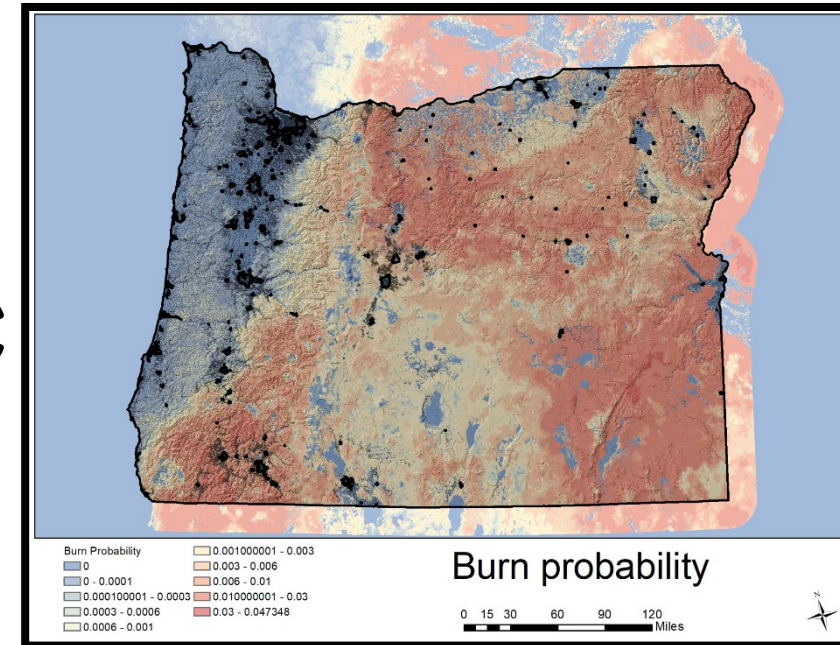 Burn Probability
0
0 - 0.0001
0.000100001 - 0.0003
0.0003 - 0.0006
0.0006 - 0.001
0.001000001 - 0.003
0.003 - 0.006
0.006 - 0.01
0.010000001 - 0.03
0.03 - 0.047348
Burn probability
0 15 30 60 90 120
Miles
N